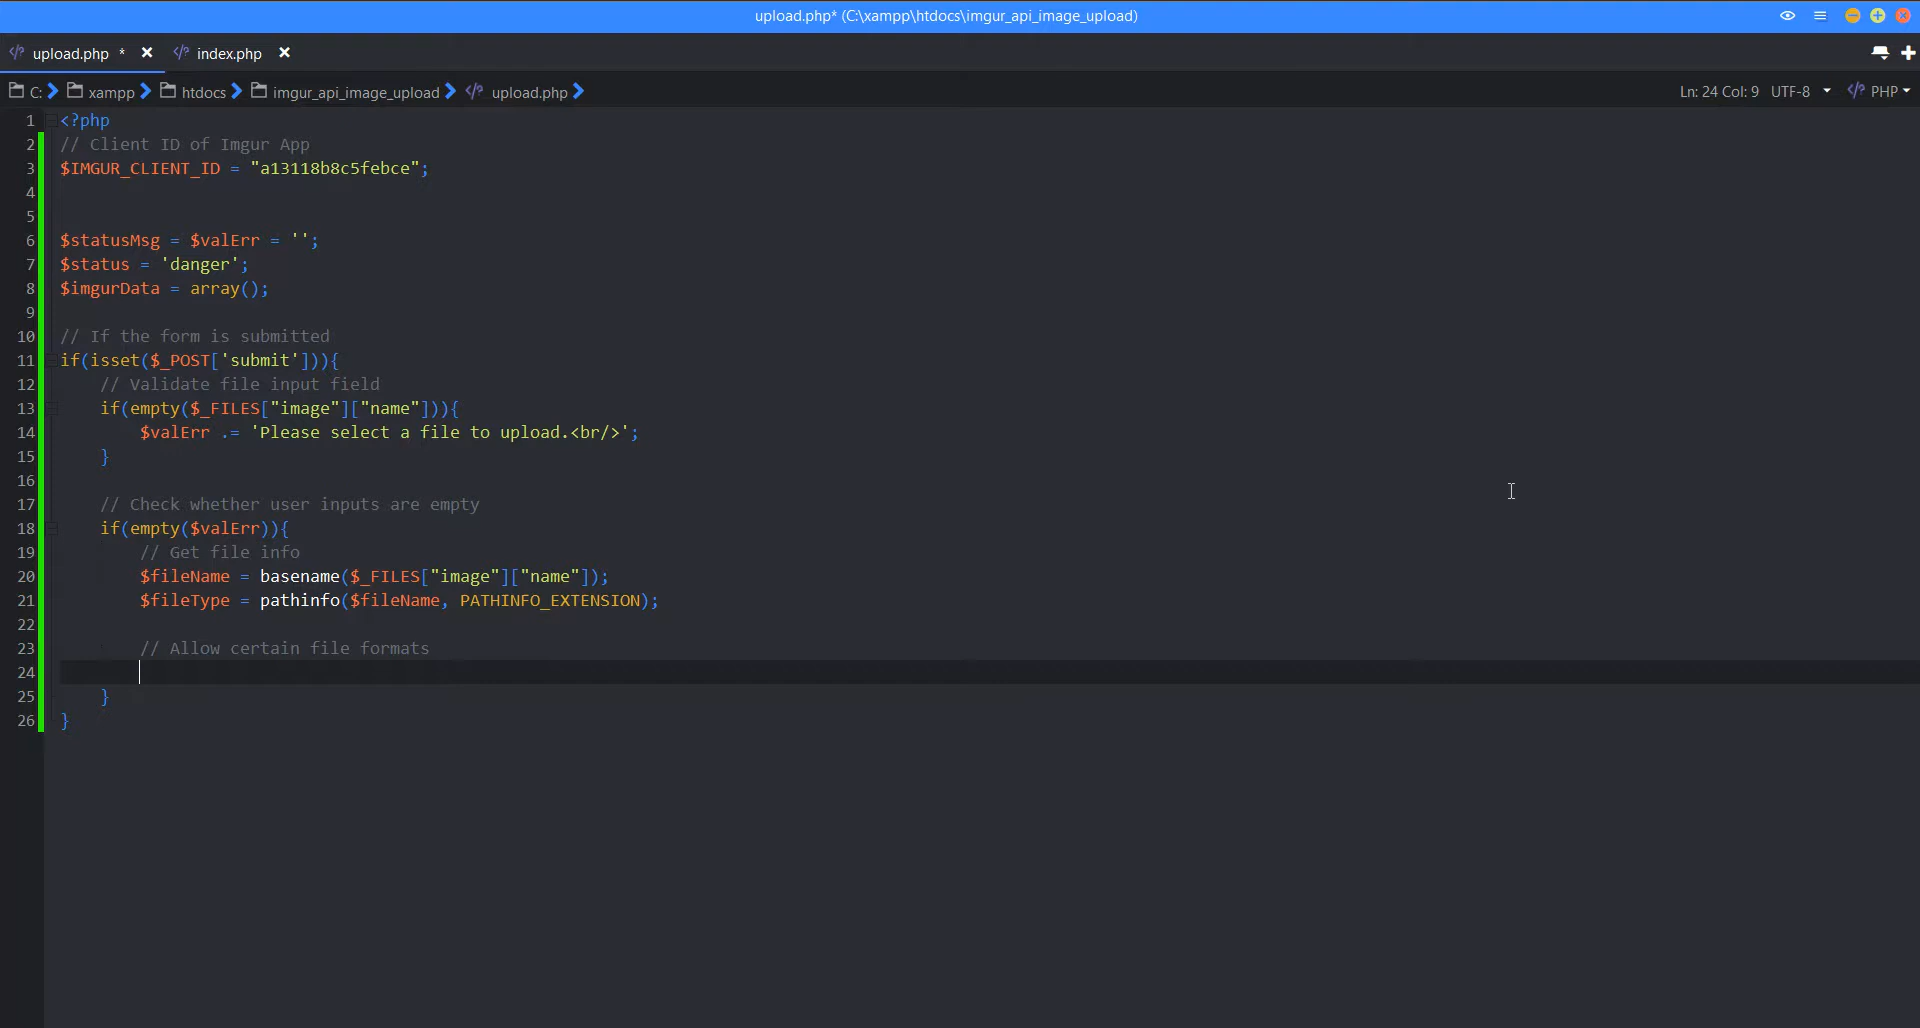 upload.php* (C:\xampp\htdocs\imgur_api_image_upload)
upload.php * index.php
C: xampp htdocs imgur_api_image_upload upload.php Ln: 24 Col: 9 UTF-8 PHP
1 <?php
2 // Client ID of Imgur App
3 $IMGUR_CLIENT_ID = "a13118b8c5febce";
4
5
6 $statusMsg = $valErr = '';
7 $status = 'danger';
8 $imgurData = array();
9
10 // If the form is submitted
11 if(isset($_POST['submit'])){
12     // Validate file input field
13     if(empty($_FILES["image"]["name"])){
14         $valErr .= 'Please select a file to upload.<br/>';
15     }
16
17     // Check whether user inputs are empty
18     if(empty($valErr)){
19         // Get file info
20         $fileName = basename($_FILES["image"]["name"]);
21         $fileType = pathinfo($fileName, PATHINFO_EXTENSION);
22
23         // Allow certain file formats
24
25     }
26 }